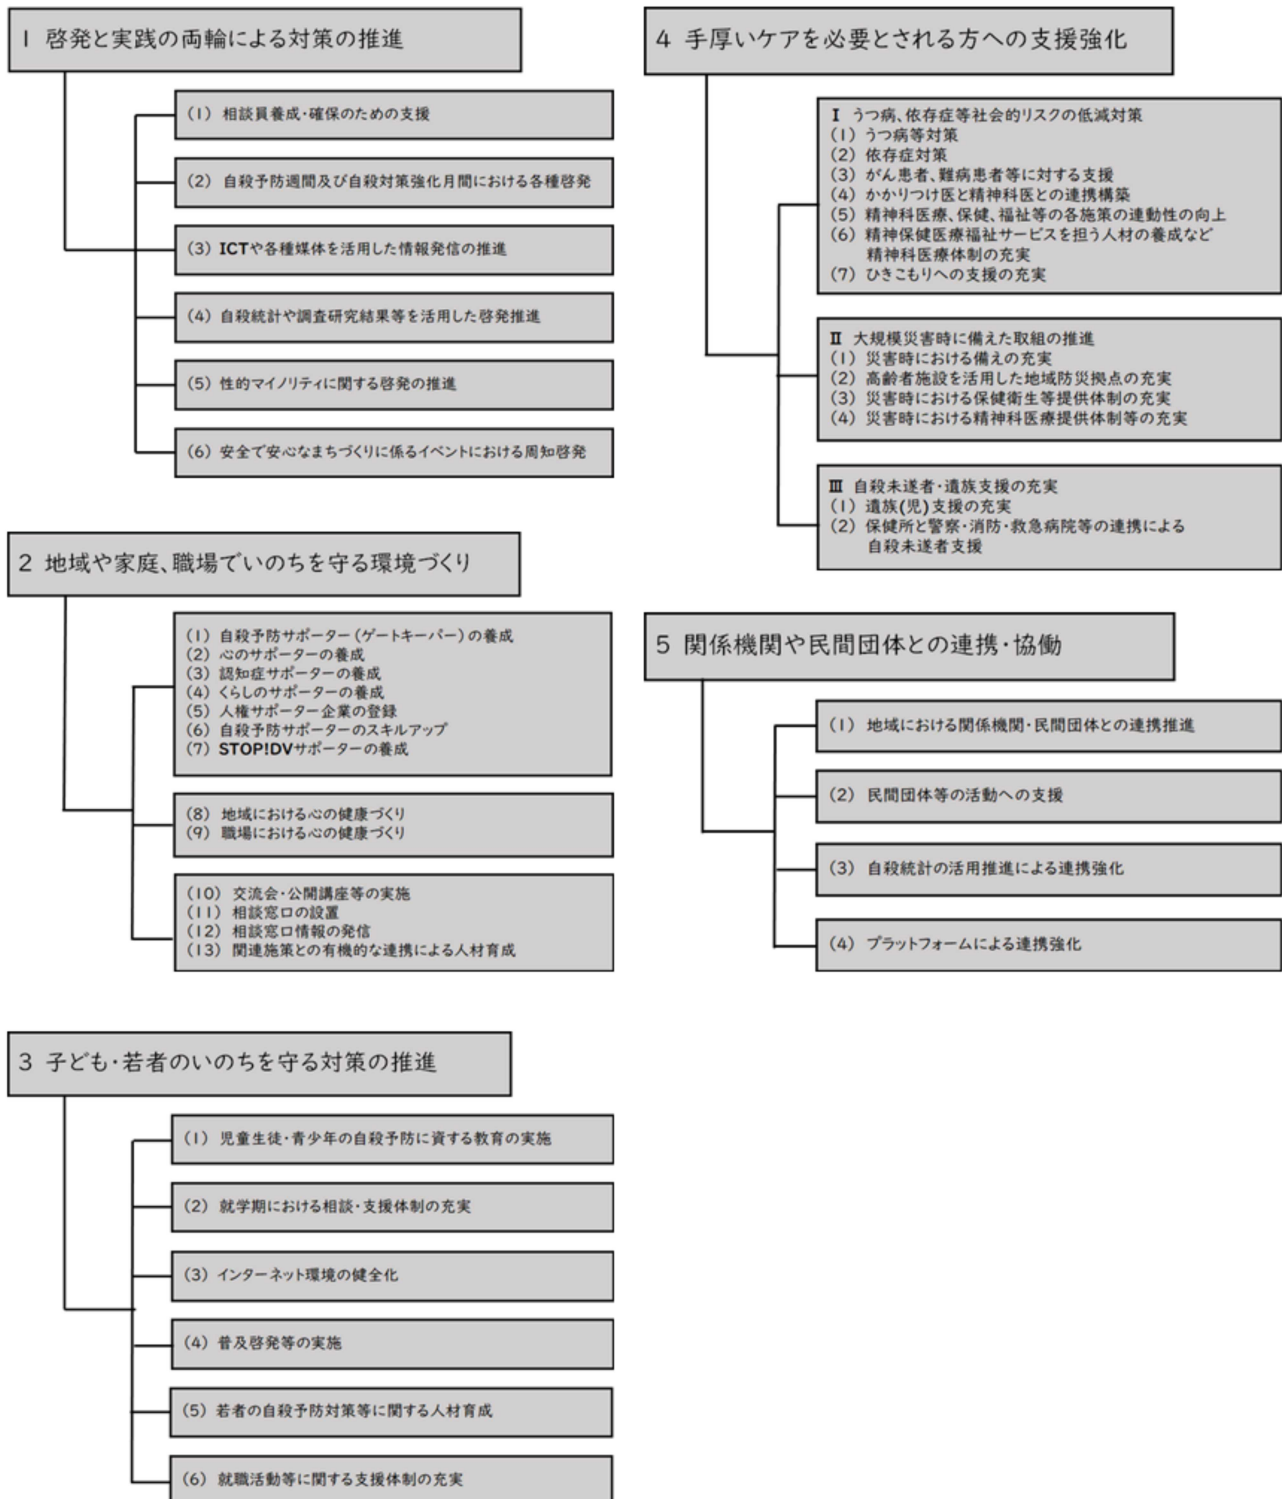 1 啓発と実践の両輪による対策の推進
(1) 相談員養成・確保のための支援
(2) 自殺予防週間及び自殺対策強化月間における各種啓発
(3) ICTや各種媒体を活用した情報発信の推進
(4) 自殺統計や調査研究結果等を活用した啓発推進
(5) 性的マイノリティに関する啓発の推進
(6) 安全で安心なまちづくりに係るイベントにおける周知啓発
2 地域や家庭、職場でいのちを守る環境づくり
(1) 自殺予防サポーター(ゲートキーパー)の養成
(2) 心のサポーターの養成
(3) 認知症サポーターの養成
(4) くらしのサポーターの養成
(5) 人権サポーター企業の登録
(6) 自殺予防サポーターのスキルアップ
(7) STOP!DVサポーターの養成
(8) 地域における心の健康づくり
(9) 職場における心の健康づくり
(10) 交流会・公開講座等の実施
(11) 相談窓口の設置
(12) 相談窓口情報の発信
(13) 関連施策との有機的な連携による人材育成
3 子ども・若者のいのちを守る対策の推進
(1) 児童生徒・青少年の自殺予防に資する教育の実施
(2) 就学期における相談・支援体制の充実
(3) インターネット環境の健全化
(4) 普及啓発等の実施
(5) 若者の自殺予防対策等に関する人材育成
(6) 就職活動等に関する支援体制の充実
4 手厚いケアを必要とされる方への支援強化
Ⅰ うつ病、依存症等社会的リスクの低減対策
(1) うつ病等対策
(2) 依存症対策
(3) がん患者、難病患者等に対する支援
(4) かかりつけ医と精神科医との連携構築
(5) 精神科医療、保健、福祉等の各施策の連動性の向上
(6) 精神保健医療福祉サービスを担う人材の養成など
精神科医療体制の充実
(7) ひきこもりへの支援の充実
Ⅱ 大規模災害時に備えた取組の推進
(1) 災害時における備えの充実
(2) 高齢者施設を活用した地域防災拠点の充実
(3) 災害時における保健衛生等提供体制の充実
(4) 災害時における精神科医療提供体制等の充実
Ⅲ 自殺未遂者・遺族支援の充実
(1) 遺族(児)支援の充実
(2) 保健所と警察・消防・救急病院等の連携による
自殺未遂者支援
5 関係機関や民間団体との連携・協働
(1) 地域における関係機関・民間団体との連携推進
(2) 民間団体等の活動への支援
(3) 自殺統計の活用推進による連携強化
(4) プラットフォームによる連携強化